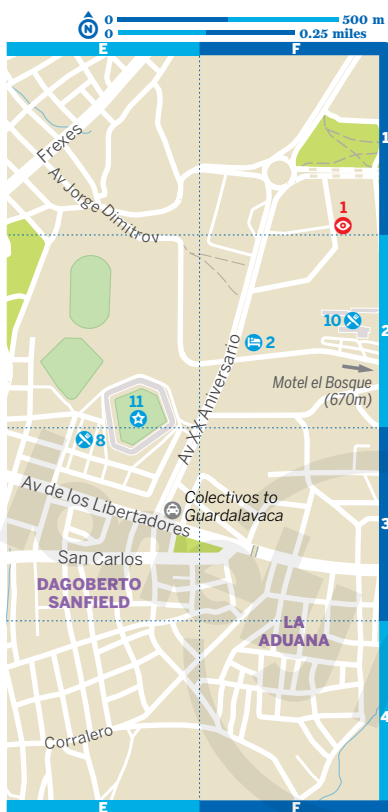 N
0 500 m
0 0.25 miles
E F
1
Frexes
Av Jorge Dimitrov
1
2
10
2
Motel el Bosque
(670m)
Av XX Aniversario
11
8
Av de los Libertadores
Colectivos to
Guardalavaca
3
San Carlos
DAGOBERTO
SANFIELD
LA
ADUANA
4
Corralero
E F